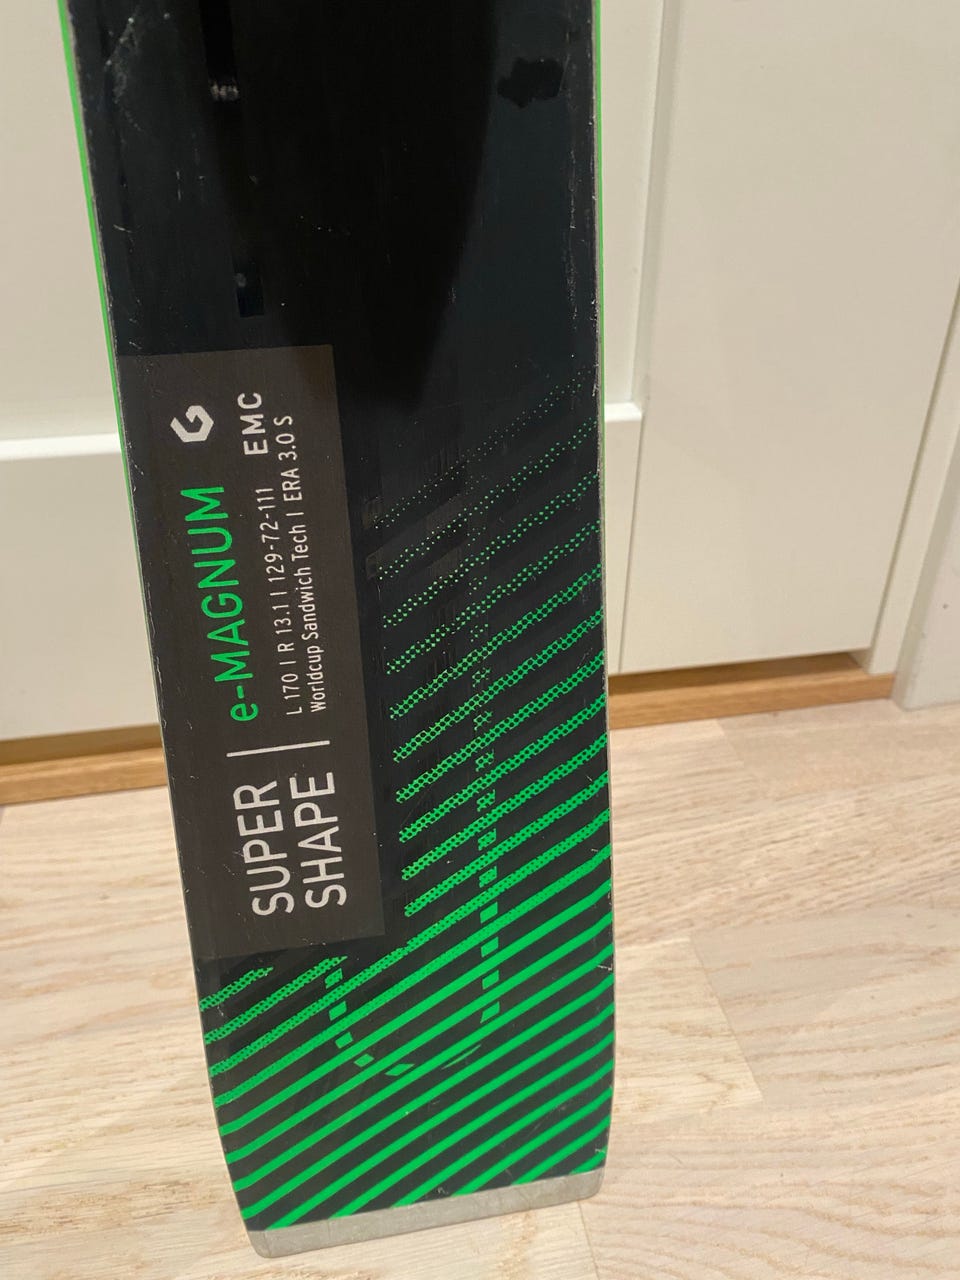 SUPER
SHAPE
e-MAGNUM
L 170 | R 13.1 | 129-72-111
EMC
Worldcup Sandwich Tech | ERA 3.0 S